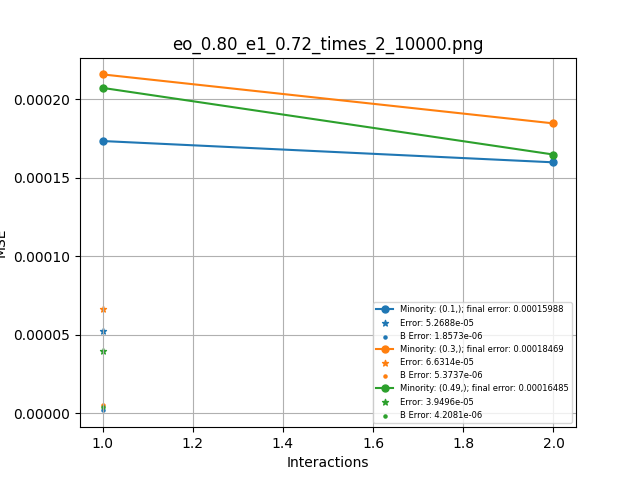 eo_0.80_e1_0.72_times_2_10000.png
MSE
0.00020
0.00015
0.00010
0.00005
0.00000
Minority: (0.1,); final error: 0.00015988
Error: 5.2688e-05
B Error: 1.8573e-06
Minority: (0.3,); final error: 0.00018469
Error: 6.6314e-05
B Error: 5.3737e-06
Minority: (0.49,); final error: 0.00016485
Error: 3.9496e-05
B Error: 4.2081e-06
1.0 1.2 1.4 1.6 1.8 2.0
Interactions